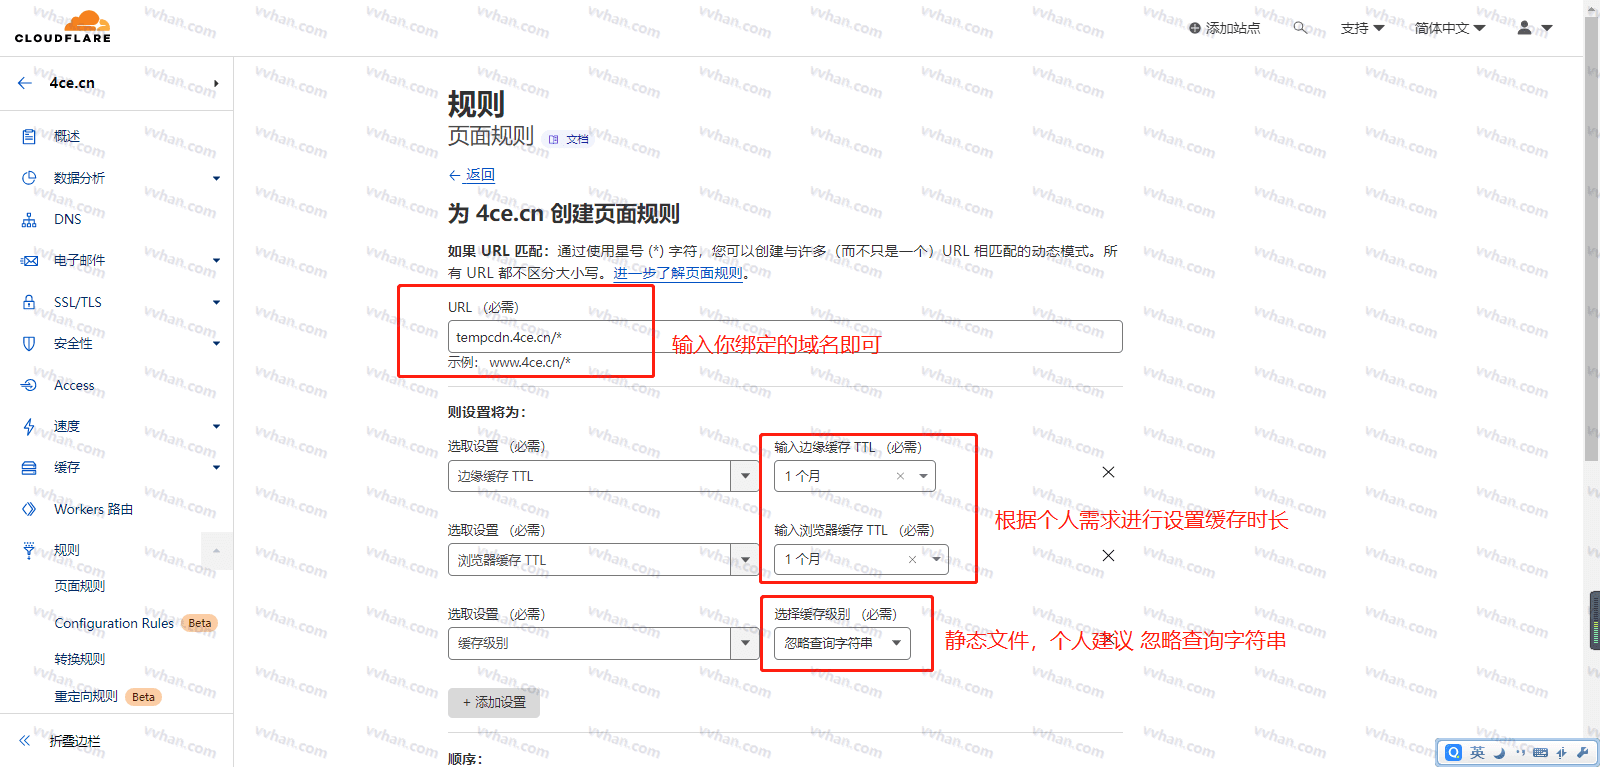 CLOUDFLARE
添加站点
支持
简体中文
4ce.cn
概述
数据分析
DNS
电子邮件
SSL/TLS
安全性
Access
速度
缓存
Workers 路由
规则
页面规则
Configuration Rules Beta
转换规则
重定向规则 Beta
折叠边栏
规则
页面规则 文档
返回
为 4ce.cn 创建页面规则
如果 URL 匹配：通过使用星号 (*) 字符，您可以创建与许多（而不只是一个）URL 相匹配的动态模式。所
有 URL 都不区分大小写。进一步了解页面规则。
URL （必需）
tempcdn.4ce.cn/*
输入你绑定的域名即可
示例： www.4ce.cn/*
则设置将为：
选取设置 （必需） 输入边缘缓存 TTL （必需）
边缘缓存 TTL 1 个月
根据个人需求进行设置缓存时长
选取设置 （必需） 输入浏览器缓存 TTL （必需）
浏览器缓存 TTL 1 个月
选取设置 （必需） 选择缓存级别 （必需）
缓存级别 忽略查询字符串
静态文件，个人建议 忽略查询字符串
+ 添加设置
顺序：
英
vvhan.com